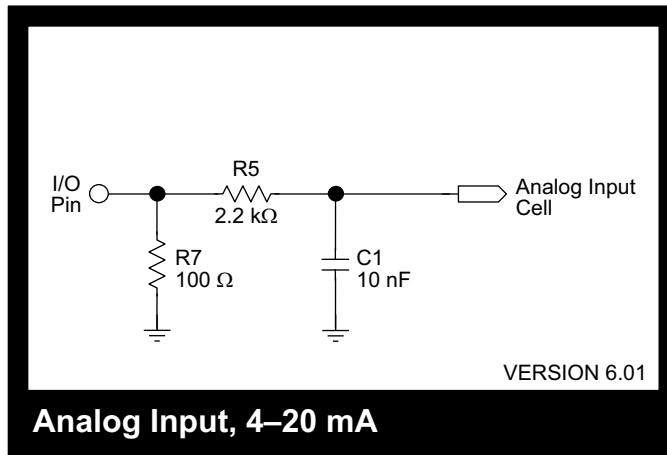 I/O
Pin
R5
2.2 kΩ
R7
100 Ω
C1
10 nF
Analog Input
Cell
VERSION 6.01
Analog Input, 4–20 mA